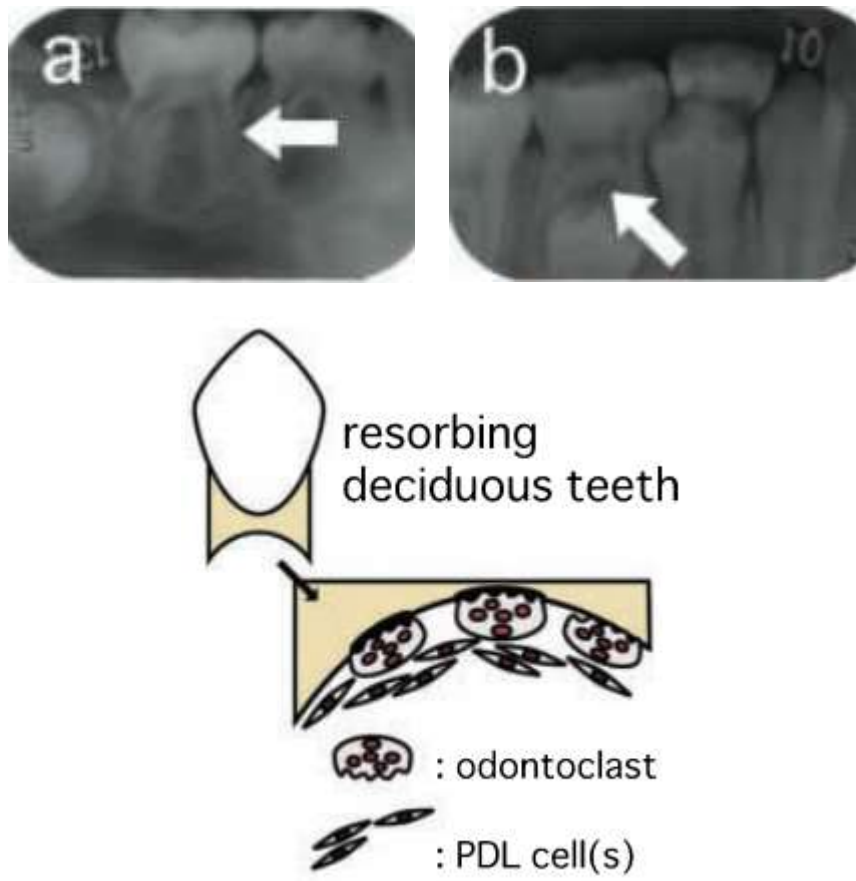 a
b
10
resorbing
deciduous teeth
: odontoclast
: PDL cell(s)